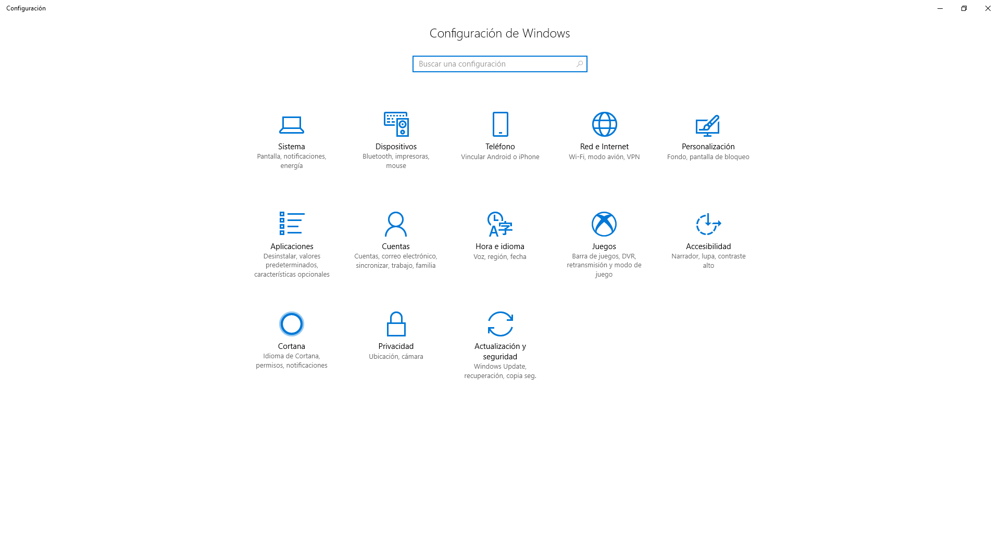 Configuración
Configuración de Windows
Buscar una configuración
Sistema
Pantalla, notificaciones,
energía
Dispositivos
Bluetooth, impresoras,
mouse
Teléfono
Vincular Android o iPhone
Red e Internet
Wi-Fi, modo avión, VPN
Personalización
Fondo, pantalla de bloqueo
Aplicaciones
Desinstalar, valores
predeterminados,
características opcionales
Cuentas
Cuentas, correo electrónico,
sincronizar, trabajo, familia
Hora e idioma
Voz, región, fecha
Juegos
Barra de juegos, DVR,
retransmisión y modo de
juego
Accesibilidad
Narrador, lupa, contraste
alto
Cortana
Idioma de Cortana,
permisos, notificaciones
Privacidad
Ubicación, cámara
Actualización y
seguridad
Windows Update,
recuperación, copia seg.